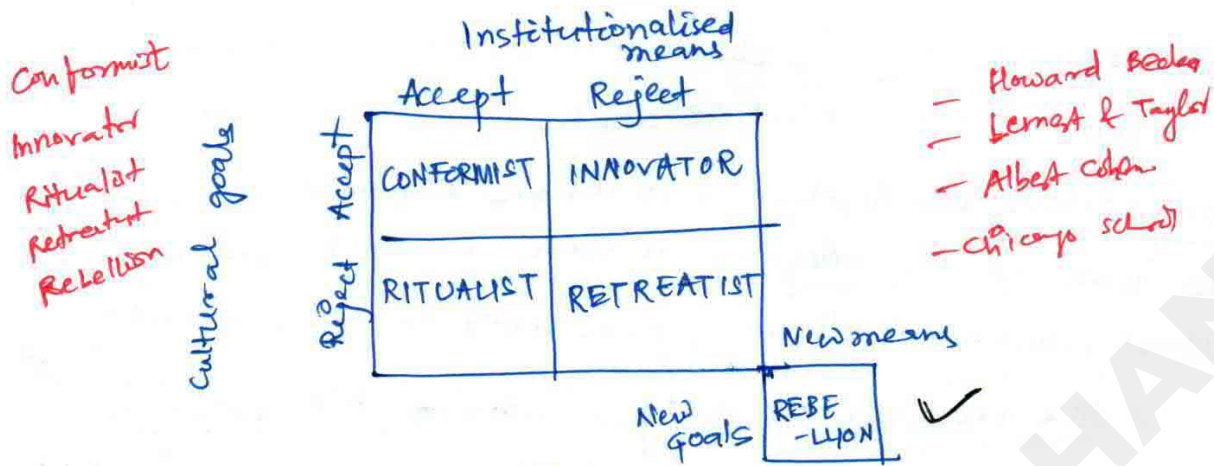 Institutionalised
means
Accept Reject
Conformist
Innovator
Ritualist
Retreatist
Rebellion
Cultural goals
Accept
Reject
CONFORMIST INNOVATOR
RITUALIST RETREATIST
New means
New
Goals
REBE
-LLION
- Howard Becker
- Lemert & Taylor
- Albert Cohen
- Chicago school